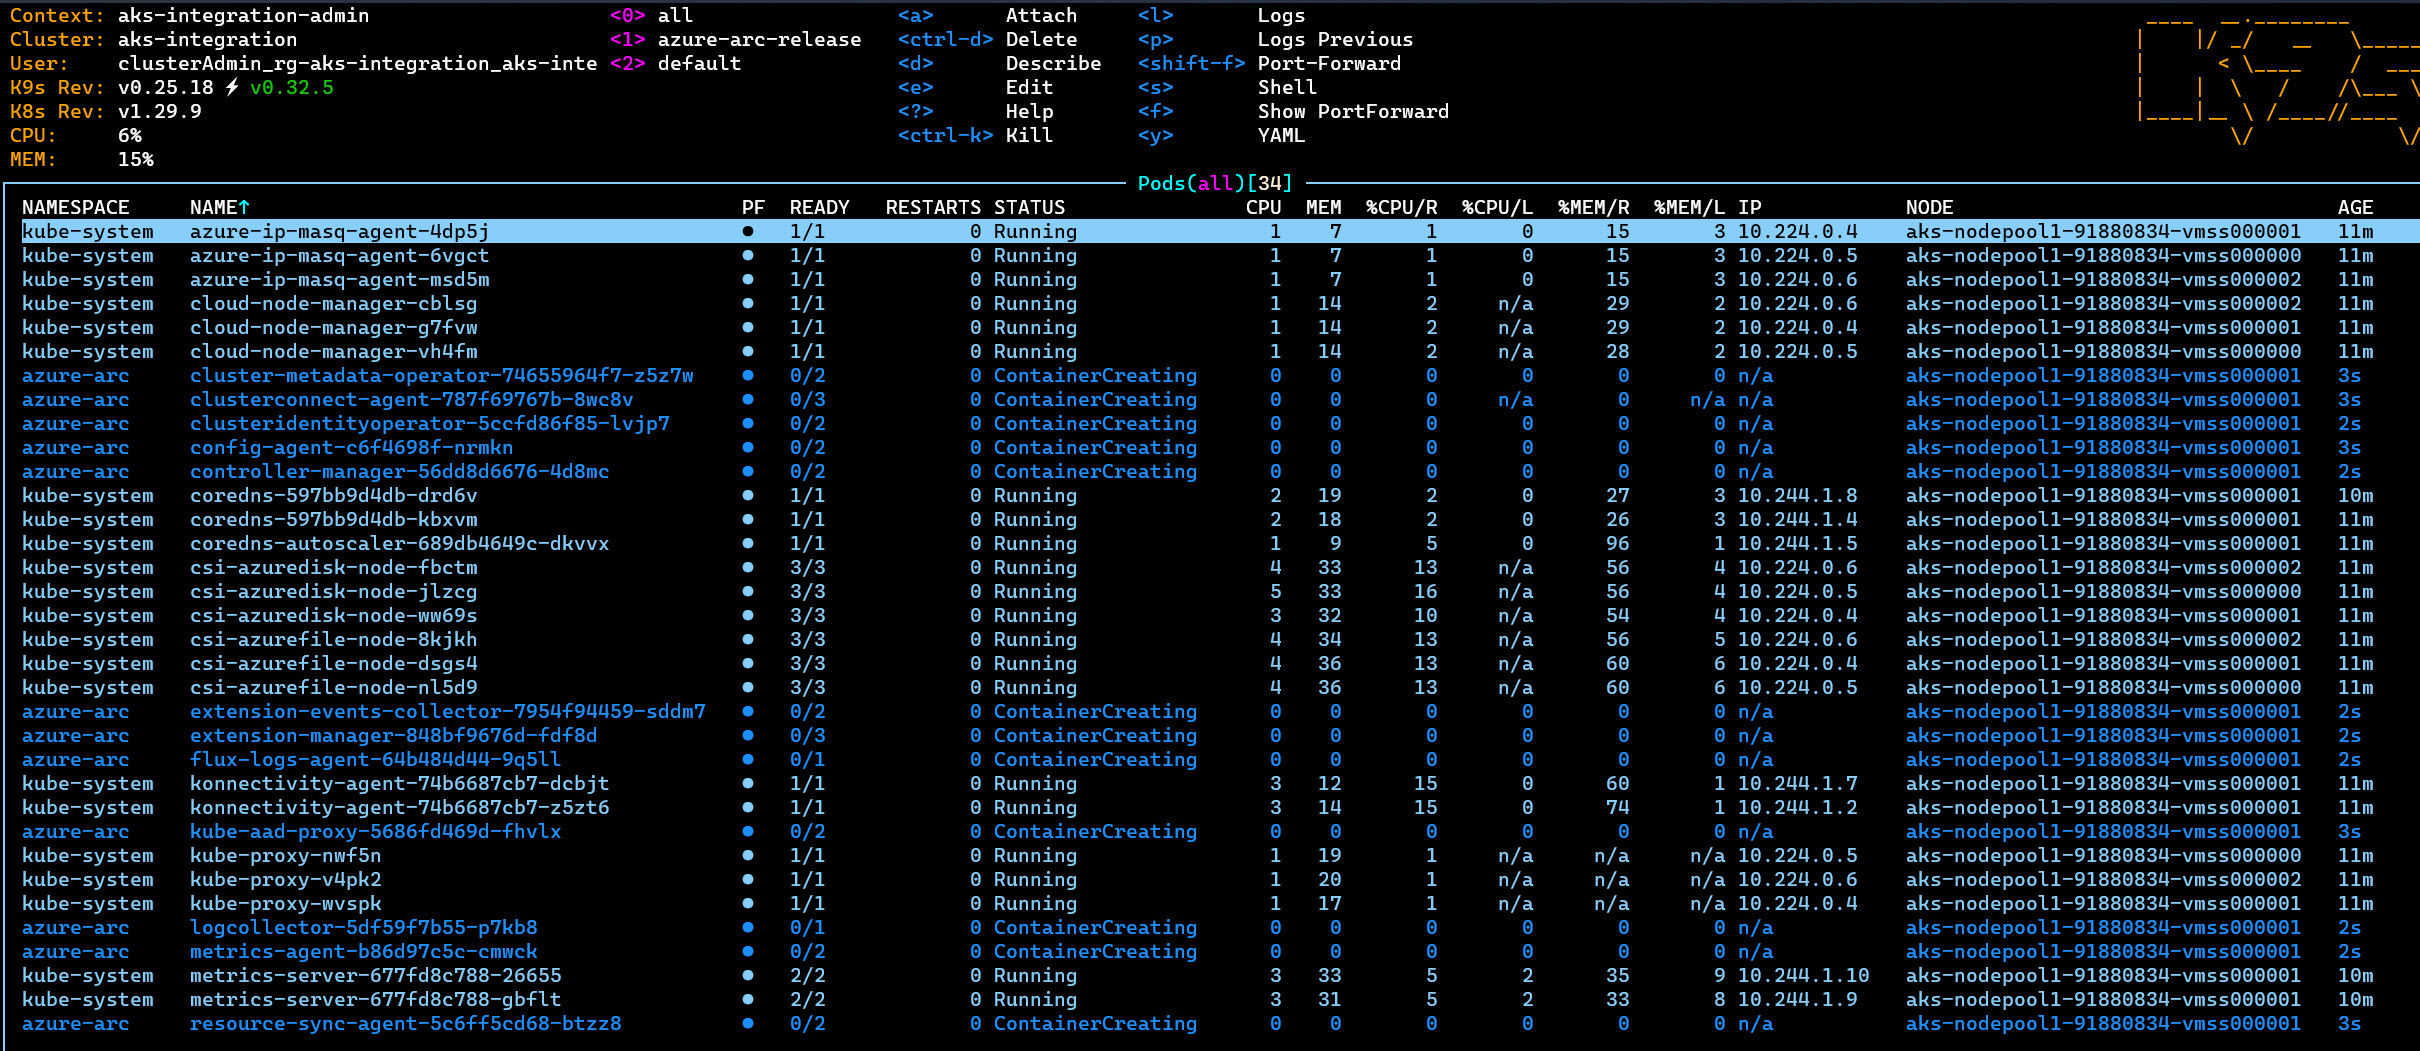 Context: aks-integration-admin <0> all <a> Attach <l> Logs
Cluster: aks-integration <1> azure-arc-release <ctrl-d> Delete <p> Logs Previous
User: clusterAdmin_rg-aks-integration_aks-inte <2> default <d> Describe <shift-f> Port-Forward
K9s Rev: v0.25.18 ⚡ v0.32.5 <e> Edit <s> Shell
K8s Rev: v1.29.9 <?> Help <f> Show PortForward
CPU: 6% <ctrl-k> Kill <y> YAML
MEM: 15%
Pods(all)[34]
NAMESPACE NAME↑ PF READY RESTARTS STATUS CPU MEM %CPU/R %CPU/L %MEM/R %MEM/L IP NODE AGE
kube-system azure-ip-masq-agent-4dp5j ● 1/1 0 Running 1 7 1 0 15 3 10.224.0.4 aks-nodepool1-91880834-vmss000001 11m
kube-system azure-ip-masq-agent-6vgct ● 1/1 0 Running 1 7 1 0 15 3 10.224.0.5 aks-nodepool1-91880834-vmss000000 11m
kube-system azure-ip-masq-agent-msd5m ● 1/1 0 Running 1 7 1 0 15 3 10.224.0.6 aks-nodepool1-91880834-vmss000002 11m
kube-system cloud-node-manager-cblsg ● 1/1 0 Running 1 14 2 n/a 29 2 10.224.0.6 aks-nodepool1-91880834-vmss000002 11m
kube-system cloud-node-manager-g7fvw ● 1/1 0 Running 1 14 2 n/a 29 2 10.224.0.4 aks-nodepool1-91880834-vmss000001 11m
kube-system cloud-node-manager-vh4fm ● 1/1 0 Running 1 14 2 n/a 28 2 10.224.0.5 aks-nodepool1-91880834-vmss000000 11m
azure-arc cluster-metadata-operator-74655964f7-z5z7w ● 0/2 0 ContainerCreating 0 0 0 0 0 0 n/a aks-nodepool1-91880834-vmss000001 3s
azure-arc clusterconnect-agent-787f69767b-8wc8v ● 0/3 0 ContainerCreating 0 0 0 n/a 0 n/a n/a aks-nodepool1-91880834-vmss000001 3s
azure-arc clusteridentityoperator-5ccfd86f85-lvjp7 ● 0/2 0 ContainerCreating 0 0 0 0 0 0 n/a aks-nodepool1-91880834-vmss000001 2s
azure-arc config-agent-c6f4698f-nrmkn ● 0/2 0 ContainerCreating 0 0 0 0 0 0 n/a aks-nodepool1-91880834-vmss000001 3s
azure-arc controller-manager-56dd8d6676-4d8mc ● 0/2 0 ContainerCreating 0 0 0 0 0 0 n/a aks-nodepool1-91880834-vmss000001 2s
kube-system coredns-597bb9d4db-drd6v ● 1/1 0 Running 2 19 2 0 27 3 10.244.1.8 aks-nodepool1-91880834-vmss000001 10m
kube-system coredns-597bb9d4db-kbxvm ● 1/1 0 Running 2 18 2 0 26 3 10.244.1.4 aks-nodepool1-91880834-vmss000001 11m
kube-system coredns-autoscaler-689db4649c-dkvvx ● 1/1 0 Running 1 9 5 0 96 1 10.244.1.5 aks-nodepool1-91880834-vmss000001 11m
kube-system csi-azuredisk-node-fbctm ● 3/3 0 Running 4 33 13 n/a 56 4 10.224.0.6 aks-nodepool1-91880834-vmss000002 11m
kube-system csi-azuredisk-node-jlzcg ● 3/3 0 Running 5 33 16 n/a 56 4 10.224.0.5 aks-nodepool1-91880834-vmss000000 11m
kube-system csi-azuredisk-node-ww69s ● 3/3 0 Running 3 32 10 n/a 54 4 10.224.0.4 aks-nodepool1-91880834-vmss000001 11m
kube-system csi-azurefile-node-8kjkh ● 3/3 0 Running 4 34 13 n/a 56 5 10.224.0.6 aks-nodepool1-91880834-vmss000002 11m
kube-system csi-azurefile-node-dsgs4 ● 3/3 0 Running 4 36 13 n/a 60 6 10.224.0.4 aks-nodepool1-91880834-vmss000001 11m
kube-system csi-azurefile-node-nl5d9 ● 3/3 0 Running 4 36 13 n/a 60 6 10.224.0.5 aks-nodepool1-91880834-vmss000000 11m
azure-arc extension-events-collector-7954f94459-sddm7 ● 0/2 0 ContainerCreating 0 0 0 0 0 0 n/a aks-nodepool1-91880834-vmss000001 2s
azure-arc extension-manager-848bf9676d-fdf8d ● 0/3 0 ContainerCreating 0 0 0 0 0 0 n/a aks-nodepool1-91880834-vmss000001 2s
azure-arc flux-logs-agent-64b484d44-9q5ll ● 0/1 0 ContainerCreating 0 0 0 0 0 0 n/a aks-nodepool1-91880834-vmss000001 2s
kube-system konnectivity-agent-74b6687cb7-dcbjt ● 1/1 0 Running 3 12 15 0 60 1 10.244.1.7 aks-nodepool1-91880834-vmss000001 11m
kube-system konnectivity-agent-74b6687cb7-z5zt6 ● 1/1 0 Running 3 14 15 0 74 1 10.244.1.2 aks-nodepool1-91880834-vmss000001 11m
azure-arc kube-aad-proxy-5686fd469d-fhvlx ● 0/2 0 ContainerCreating 0 0 0 0 0 0 n/a aks-nodepool1-91880834-vmss000001 3s
kube-system kube-proxy-nwf5n ● 1/1 0 Running 1 19 1 n/a n/a n/a 10.224.0.5 aks-nodepool1-91880834-vmss000000 11m
kube-system kube-proxy-v4pk2 ● 1/1 0 Running 1 20 1 n/a n/a n/a 10.224.0.6 aks-nodepool1-91880834-vmss000002 11m
kube-system kube-proxy-wvspk ● 1/1 0 Running 1 17 1 n/a n/a n/a 10.224.0.4 aks-nodepool1-91880834-vmss000001 11m
azure-arc logcollector-5df59f7b55-p7kb8 ● 0/1 0 ContainerCreating 0 0 0 0 0 0 n/a aks-nodepool1-91880834-vmss000001 2s
azure-arc metrics-agent-b86d97c5c-cmwck ● 0/2 0 ContainerCreating 0 0 0 0 0 0 n/a aks-nodepool1-91880834-vmss000001 2s
kube-system metrics-server-677fd8c788-26655 ● 2/2 0 Running 3 33 5 2 35 9 10.244.1.10 aks-nodepool1-91880834-vmss000001 10m
kube-system metrics-server-677fd8c788-gbflt ● 2/2 0 Running 3 31 5 2 33 8 10.244.1.9 aks-nodepool1-91880834-vmss000001 10m
azure-arc resource-sync-agent-5c6ff5cd68-btzz8 ● 0/2 0 ContainerCreating 0 0 0 0 0 0 n/a aks-nodepool1-91880834-vmss000001 3s